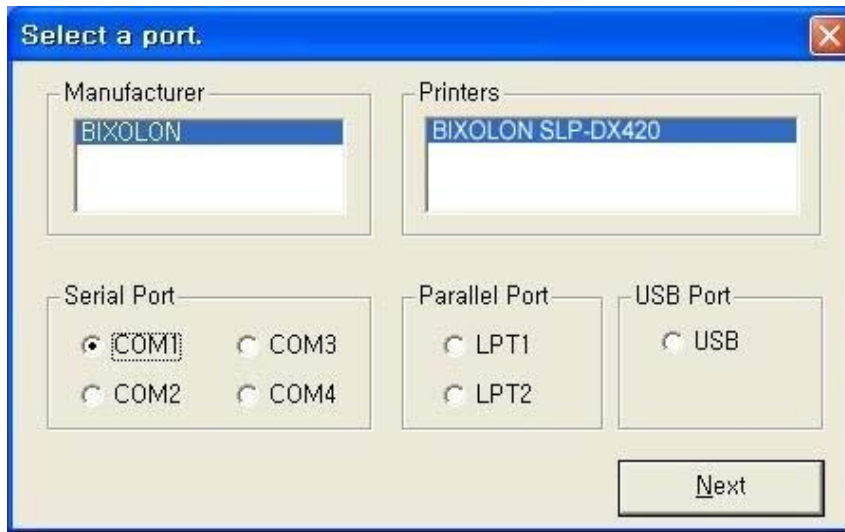 Select a port.
Manufacturer
BIXOLON
Printers
BIXOLON SLP-DX420
Serial Port
COM1 COM3
COM2 COM4
Parallel Port
LPT1
LPT2
USB Port
USB
Next